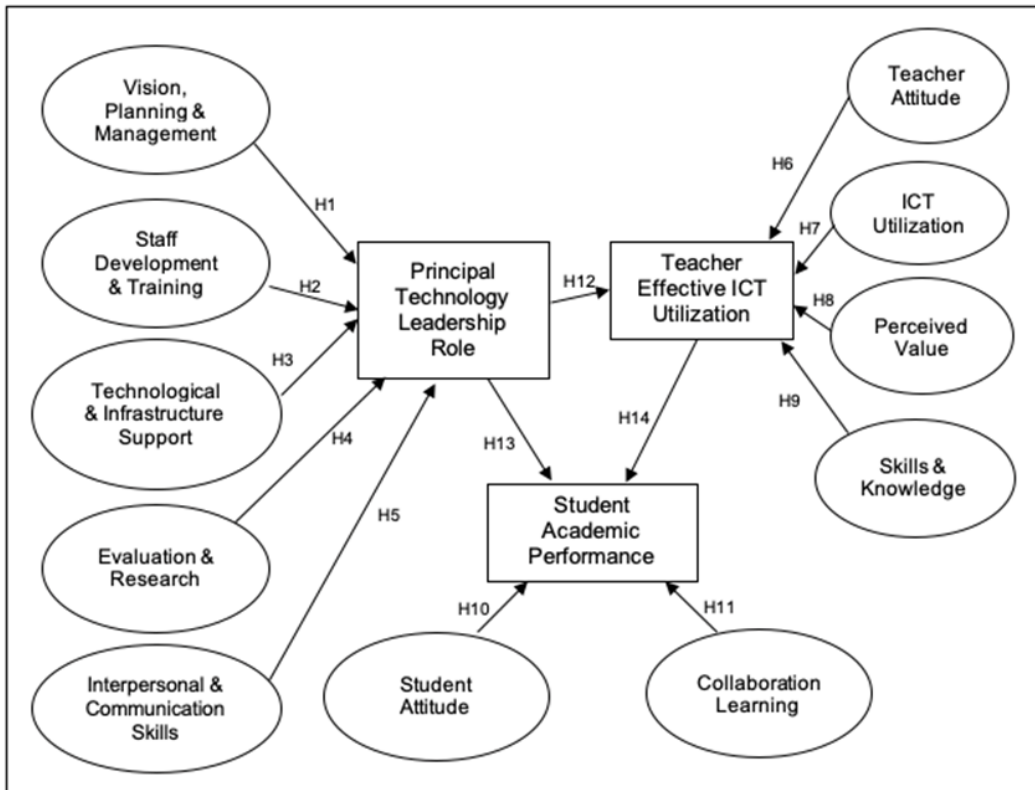 Vision,
Planning &
Management
H1
Staff
Development
& Training
H2
Technological
& Infrastructure
Support
H3
Evaluation &
Research
H4
Interpersonal &
Communication
Skills
H5
Principal
Technology
Leadership
Role
H12
Teacher
Effective ICT
Utilization
H13
H14
Teacher
Attitude
H6
ICT
Utilization
H7
Perceived
Value
H8
Skills &
Knowledge
H9
Student
Academic
Performance
H10
H11
Student
Attitude
Collaboration
Learning